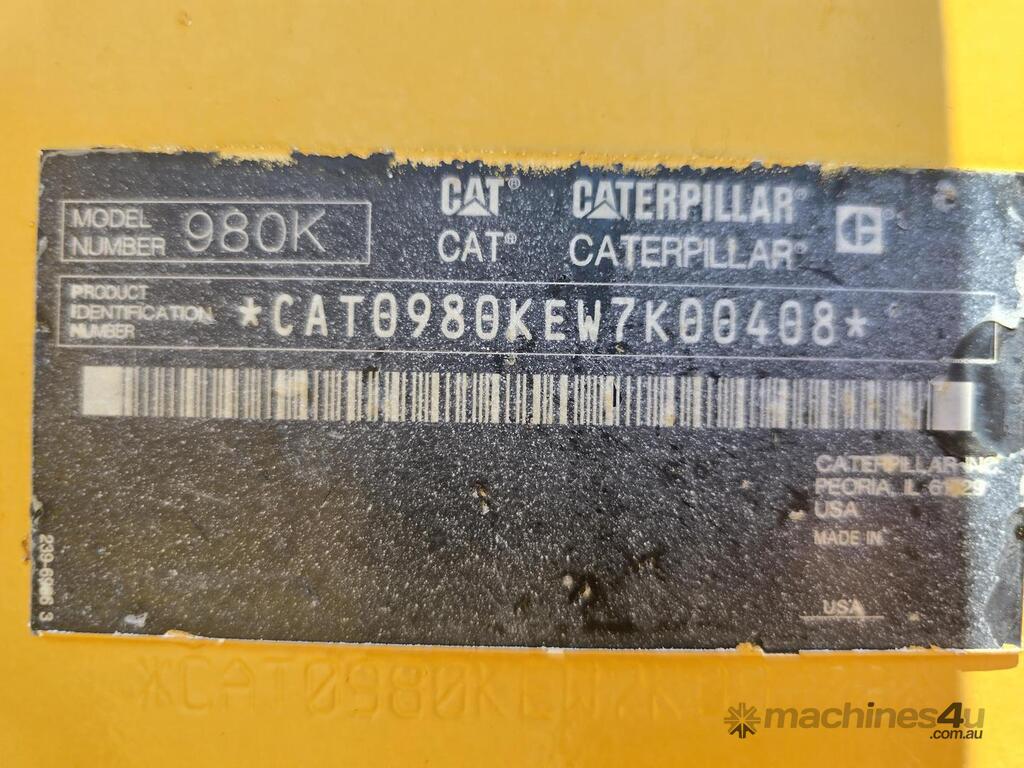 CAT® CATERPILLAR®
MODEL NUMBER 980K
CAT® CATERPILLAR®
PRODUCT
IDENTIFICATION
NUMBER
*CAT0980KEW7K00408*
CATERPILLAR INC
PEORIA, IL
USA
MADE IN
USA
*CAT0980KEW7K
machines4u
.com.au